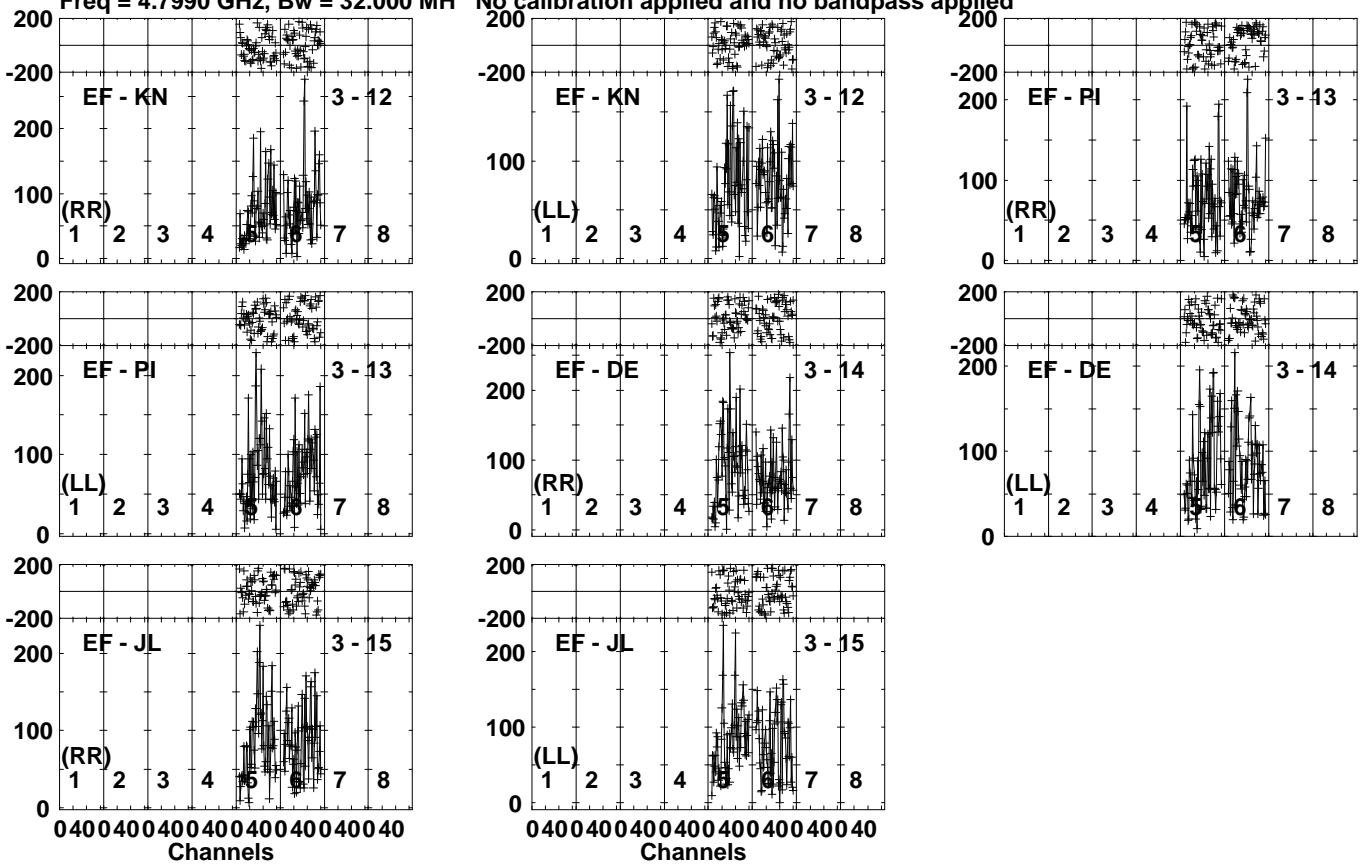 Freq = 4.7990 GHz, Bw = 32.000 MH No calibration applied and no bandpass applied
200 200 200
-200 -200 -200
EF - KN 3 - 12 EF - KN 3 - 12 EF - PI 3 - 13
200 200
100 100 100
(RR) (LL) (RR)
1 2 3 4 5 6 7 8 1 2 3 4 5 6 7 8 1 2 3 4 5 6 7 8
0 0 0
200 200 200
-200 -200 -200
EF - PI 3 - 13 EF - DE 3 - 14 EF - DE 3 - 14
200 200 200
100 100 100
(LL) (RR) (LL)
1 2 3 4 5 6 7 8 1 2 3 4 5 6 7 8 1 2 3 4 5 6 7 8
0 0 0
200 200
-200 -200
EF - JL 3 - 15 EF - JL 3 - 15
200 200
100 100
(RR) (LL)
1 2 3 4 5 6 7 8 1 2 3 4 5 6 7 8
0 0
0 40 0 40 0 40 0 40 0 40 0 40 0 40 0 40 0 40 0 40 0 40 0 40 0 40 0 40 0 40 0 40
Channels Channels